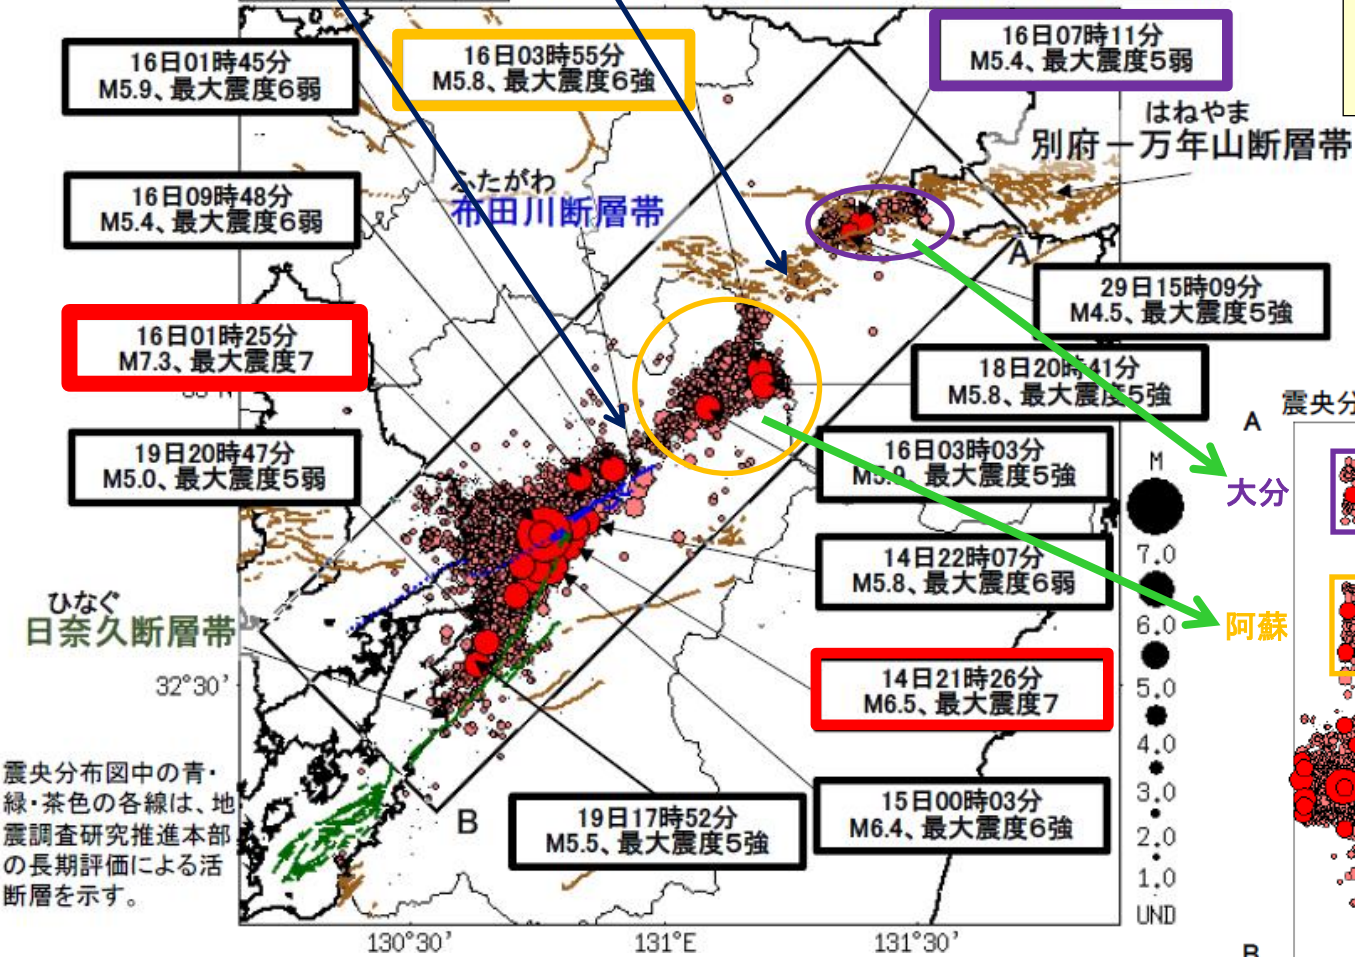 16日01時45分
M5.9、最大震度6弱
16日03時55分
M5.8、最大震度6強
16日07時11分
M5.4、最大震度5弱
はねやま
別府－万年山断層帯
16日09時48分
M5.4、最大震度6弱
ふたがわ
布田川断層帯
A
29日15時09分
M4.5、最大震度5強
16日01時25分
M7.3、最大震度7
18日20時41分
M5.8、最大震度5強
震央分
A
19日20時47分
M5.0、最大震度5弱
16日03時03分
M5.9、最大震度5強
M
大分
7.0
14日22時07分
M5.8、最大震度6弱
ひなぐ
日奈久断層帯
6.0
阿蘇
32°30'
14日21時26分
M6.5、最大震度7
5.0
4.0
震央分布図中の青・
緑・茶色の各線は、地
震調査研究推進本部
の長期評価による活
断層を示す。
B
19日17時52分
M5.5、最大震度5強
15日00時03分
M6.4、最大震度6強
3.0
2.0
1.0
UND
130°30'
131°E
131°30'
B